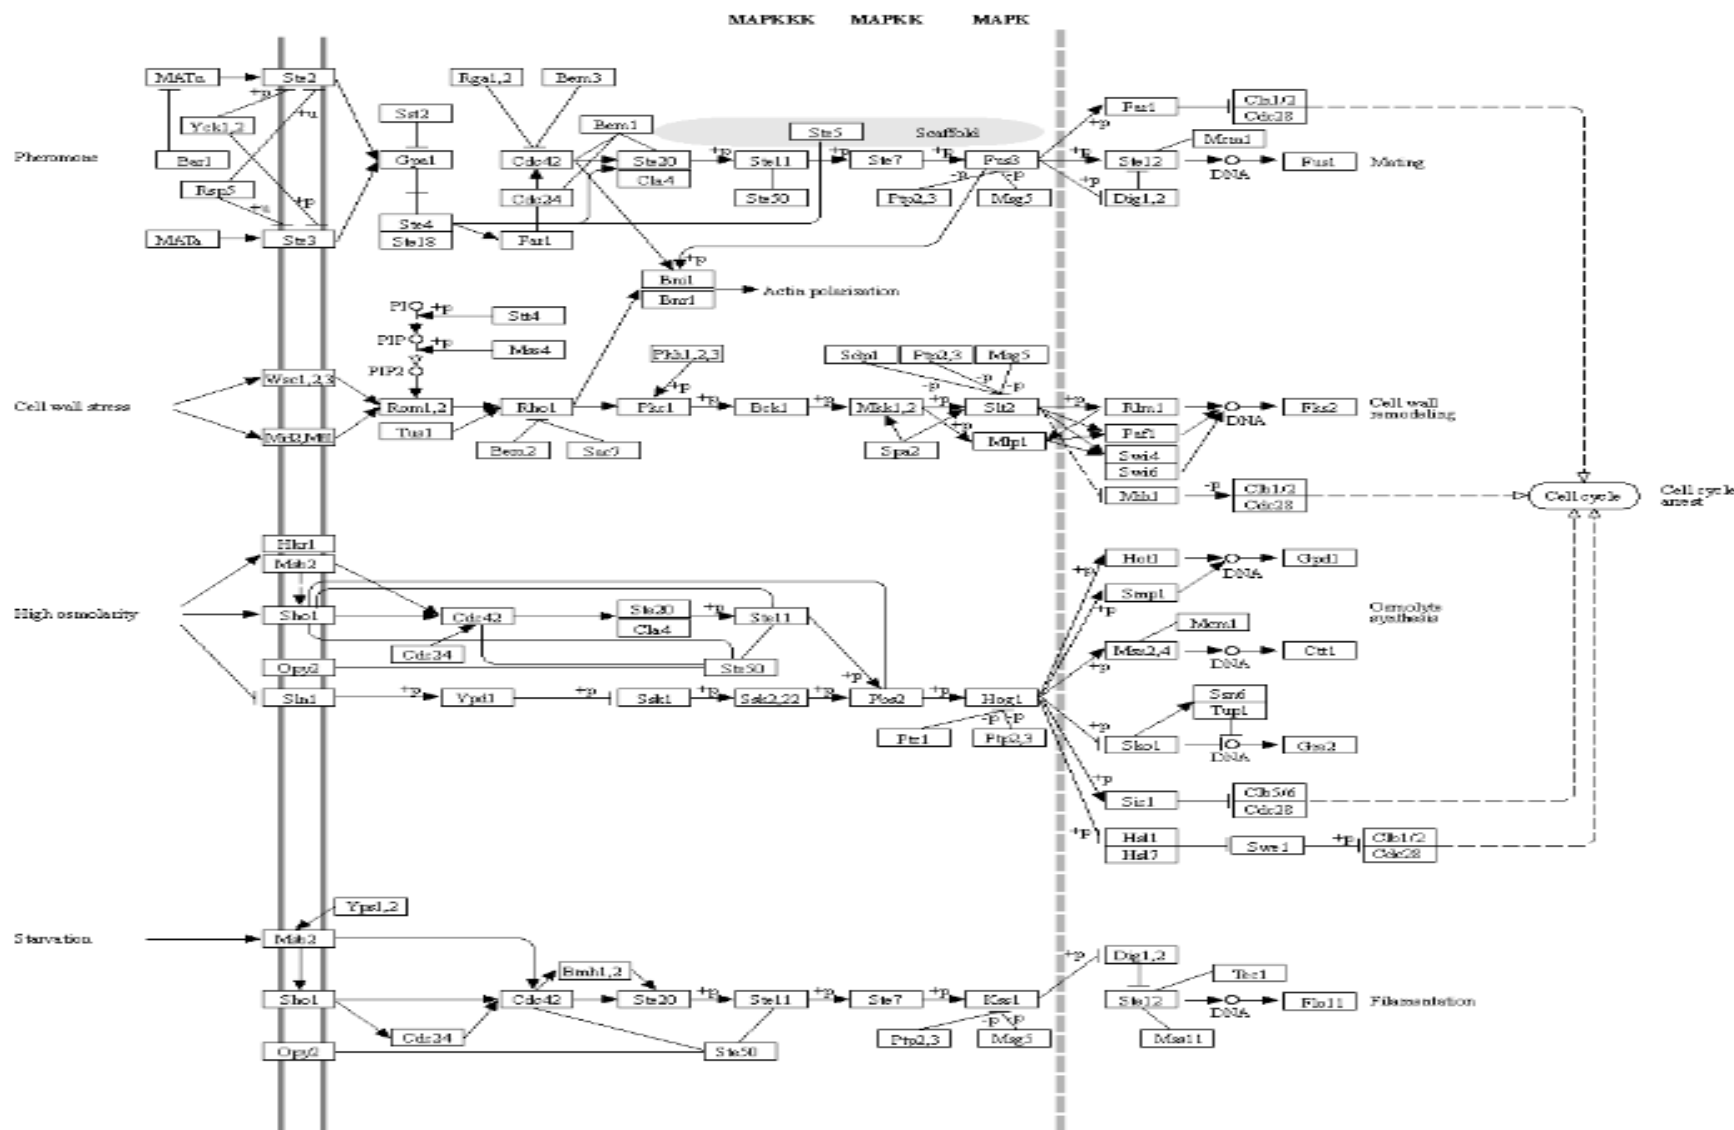 MAPKKK MAPKK MAPK
Pheromone
MATα
Ste2
+p
+u
Yck1,2
Bar1
Rsp5
+u
+p
MATa
Ste3
Sst2
Gpa1
Ste4
Ste18
Rga1,2
Bem3
Cdc42
Cdc24
Far1
Bem1
Ste20
Cla4
+p
Ste5 Scaffold
Ste11
Ste50
+p
Ste7
+p
Fus3
-p
-p
Ptp2,3
Msg5
+p
+p
+p
Far1
Cln1/2
Cdc28
Mcm1
Ste12
DNA
Fus1
Mating
Dig1,2
+p
Bni1
Bnr1
Actin polarization
PI
+p
Stt4
PIP
+p
Mss4
PIP2
Cell wall stress
Wsc1,2,3
Rom1,2
Tus1
Rho1
Bem2
Sac7
Pkh1,2,3
+p
Pkc1
+p
Bck1
+p
Mkk1,2
+p
+p
Spa2
Sdp1
Ptp2,3
Msg5
-p
-p
-p
Slt2
Mlp1
+p
Rlm1
DNA
Fks2
Cell wall
remodeling
Paf1
Swi4
Swi6
-p
Clb1/2
Cdc28
Cell cycle
Cell cycle
arrest
High osmolarity
Hkr1
Msb2
Sho1
Opy2
Sln1
Cdc42
Cdc24
Ste20
Cla4
+p
Ste11
Ste50
+p
+p
Ypd1
+p
Ssk1
+p
Ssk2,22
+p
Pbs2
+p
Hog1
-p
-p
Ptc1
Ptp2,3
+p
Hot1
DNA
Gpd1
+p
Smp1
Osmolyte
synthesis
Mcm1
+p
Msn2,4
DNA
Ctt1
Ssn6
Tup1
+p
Sko1
DNA
+p
Sic1
Clb5/6
Cdc28
+p
Hsl1
Hsl7
Swe1
+p
Clb1/2
Cdc28
Starvation
Yps1,2
Msb2
Sho1
Opy2
Cdc24
Cdc42
Bmh1,2
Ste20
+p
Ste11
Ste50
+p
Ste7
+p
Kss1
-p
-p
Ptp2,3
Msg5
+p
Dig1,2
Tec1
Ste12
DNA
Flo11
Filamentation
Mss11